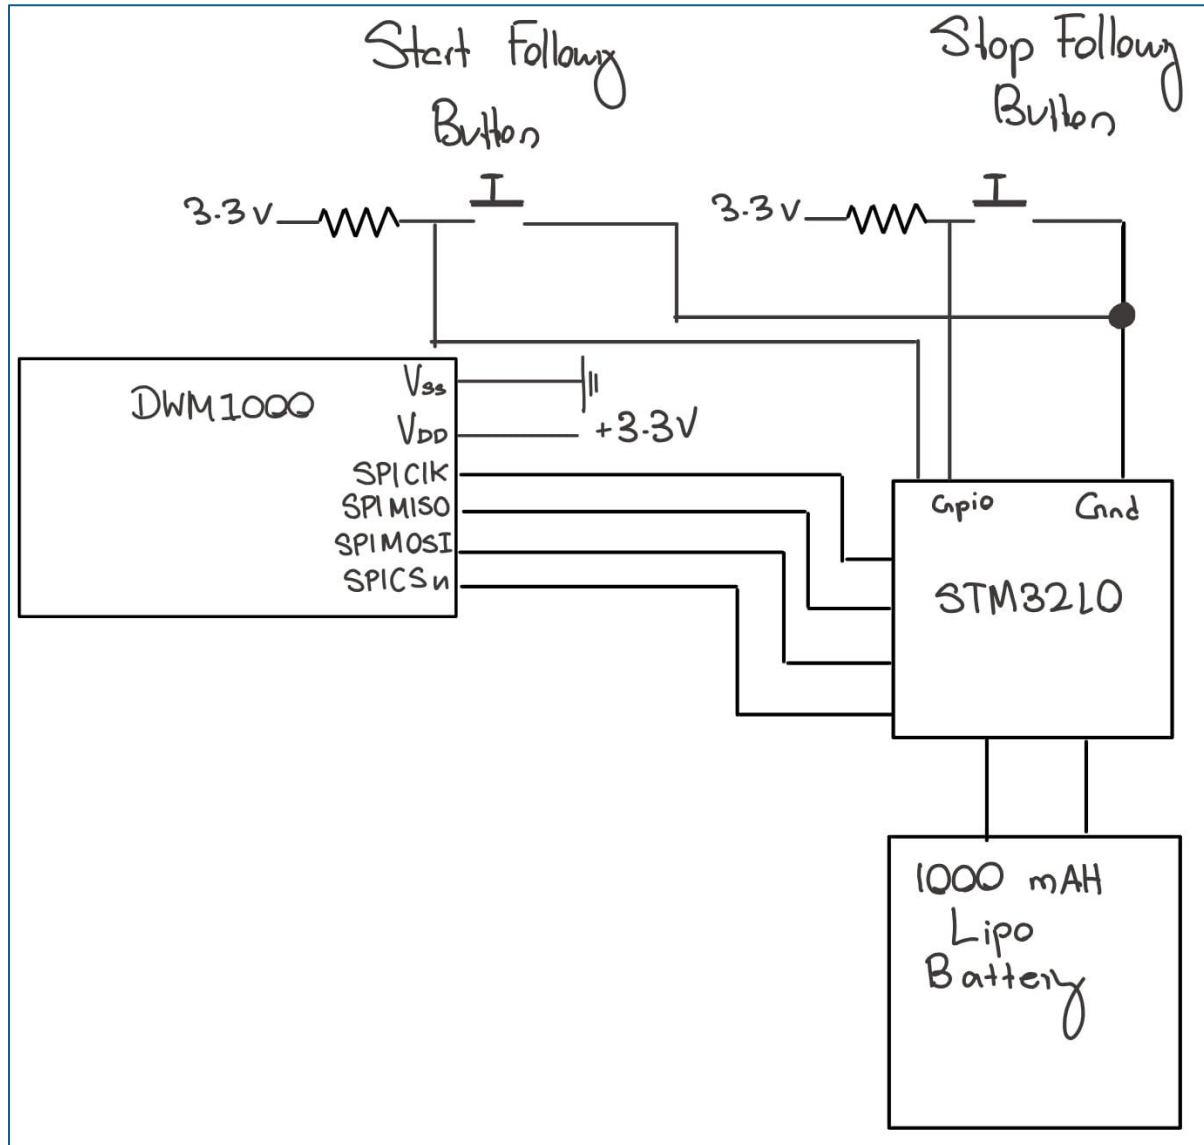 Start Following
Button
Stop Following
Button
3.3v
3.3v
DWM1000
Vss
VDD
+3.3V
SPICIK
SPIMISO
SPIMOSI
SPICSn
Gpio
Gnd
STM32L0
1000 mAH
Lipo
Battery